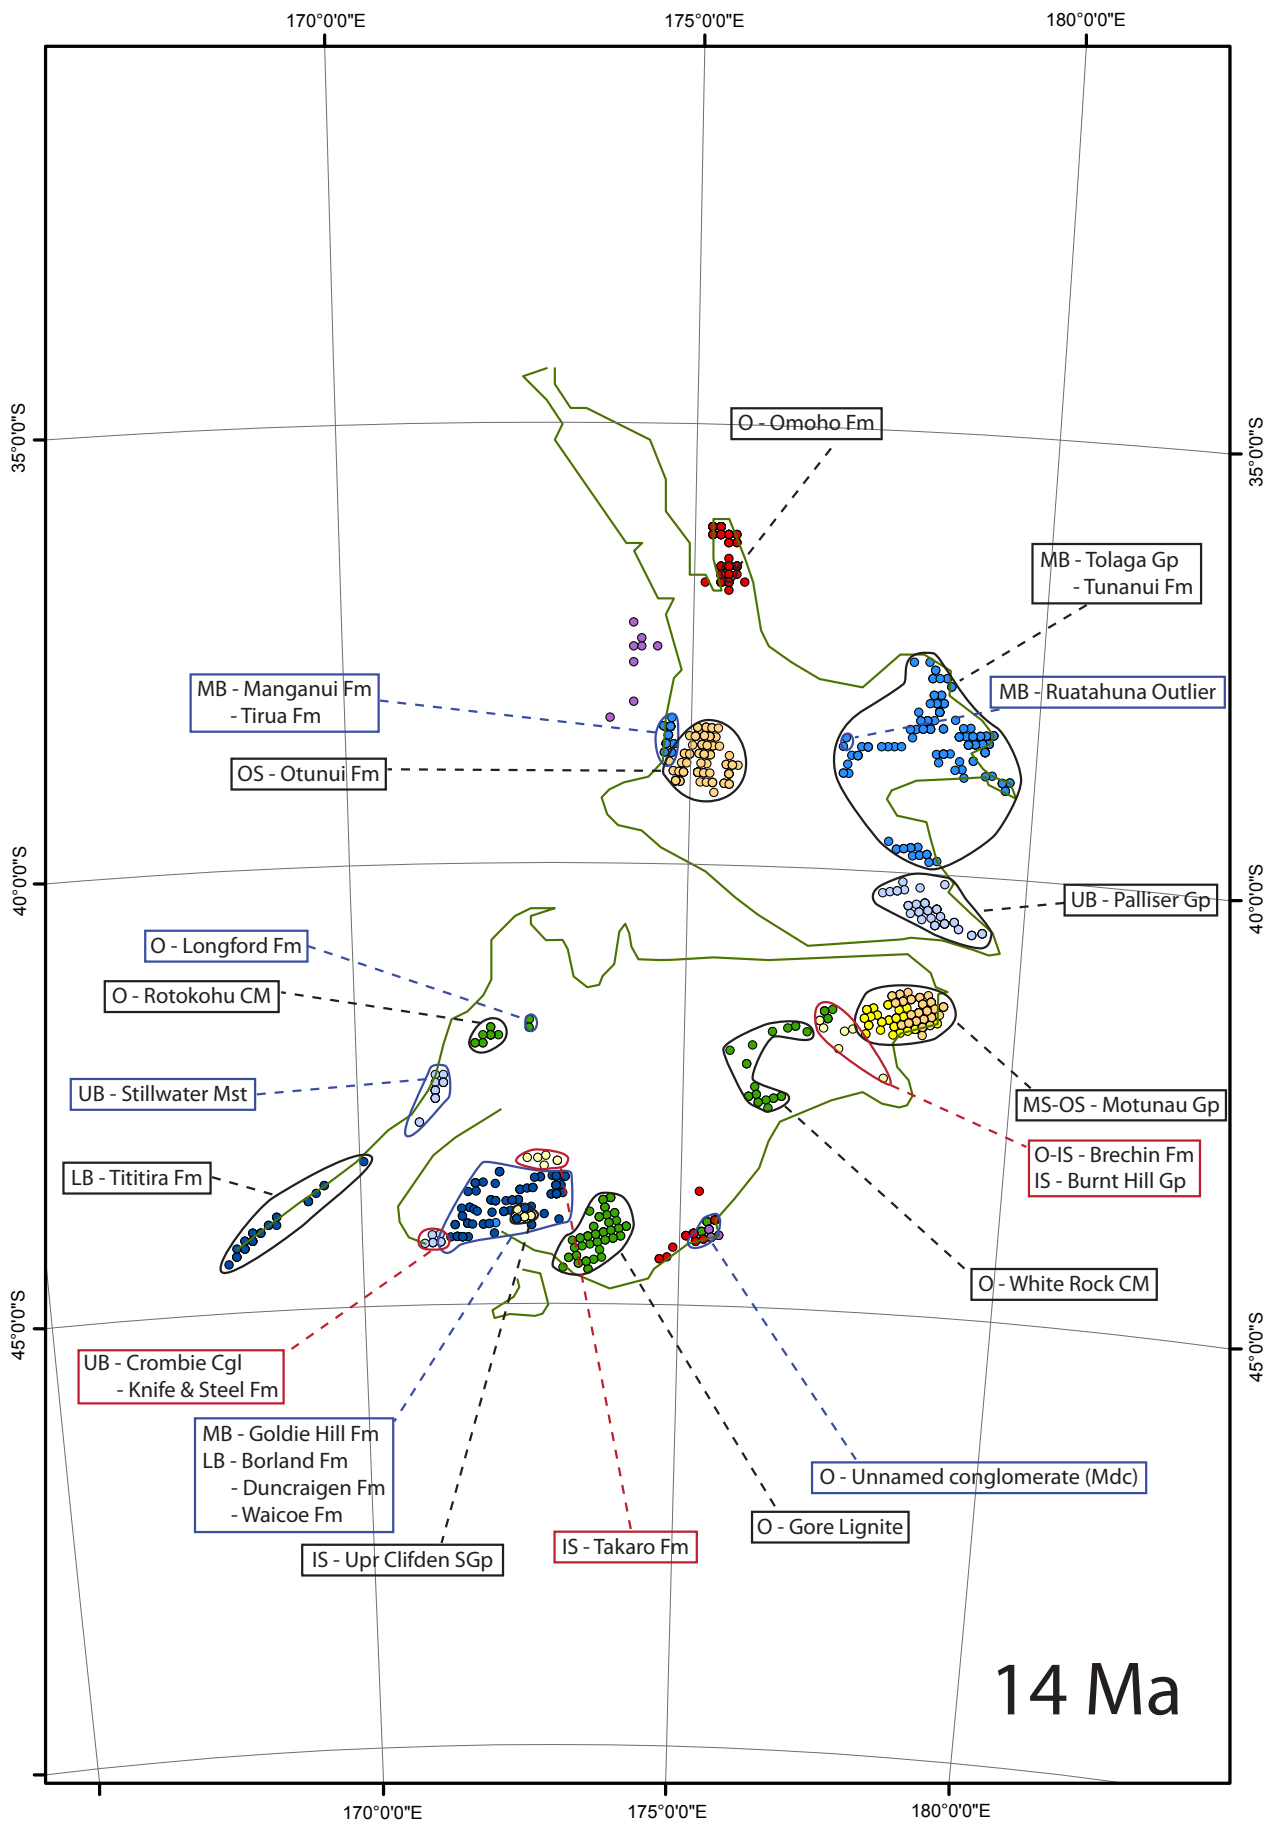 170°0'0"E
175°0'0"E
180°0'0"E
35°0'0"S
O - Omoho Fm
35°0'0"S
MB - Tolaga Gp
- Tunanui Fm
MB - Manganui Fm
- Tirua Fm
MB - Ruatahuna Outlier
OS - Otunui Fm
40°0'0"S
40°0'0"S
UB - Palliser Gp
O - Longford Fm
O - Rotokohu CM
UB - Stillwater Mst
MS-OS - Motunau Gp
LB - Tititira Fm
O-IS - Brechin Fm
IS - Burnt Hill Gp
O - White Rock CM
45°0'0"S
45°0'0"S
UB - Crombie Cgl
- Knife & Steel Fm
MB - Goldie Hill Fm
LB - Borland Fm
- Duncraigen Fm
- Waicoe Fm
O - Unnamed conglomerate (Mdc)
O - Gore Lignite
IS - Takaro Fm
IS - Upr Clifden SGp
14 Ma
170°0'0"E
175°0'0"E
180°0'0"E